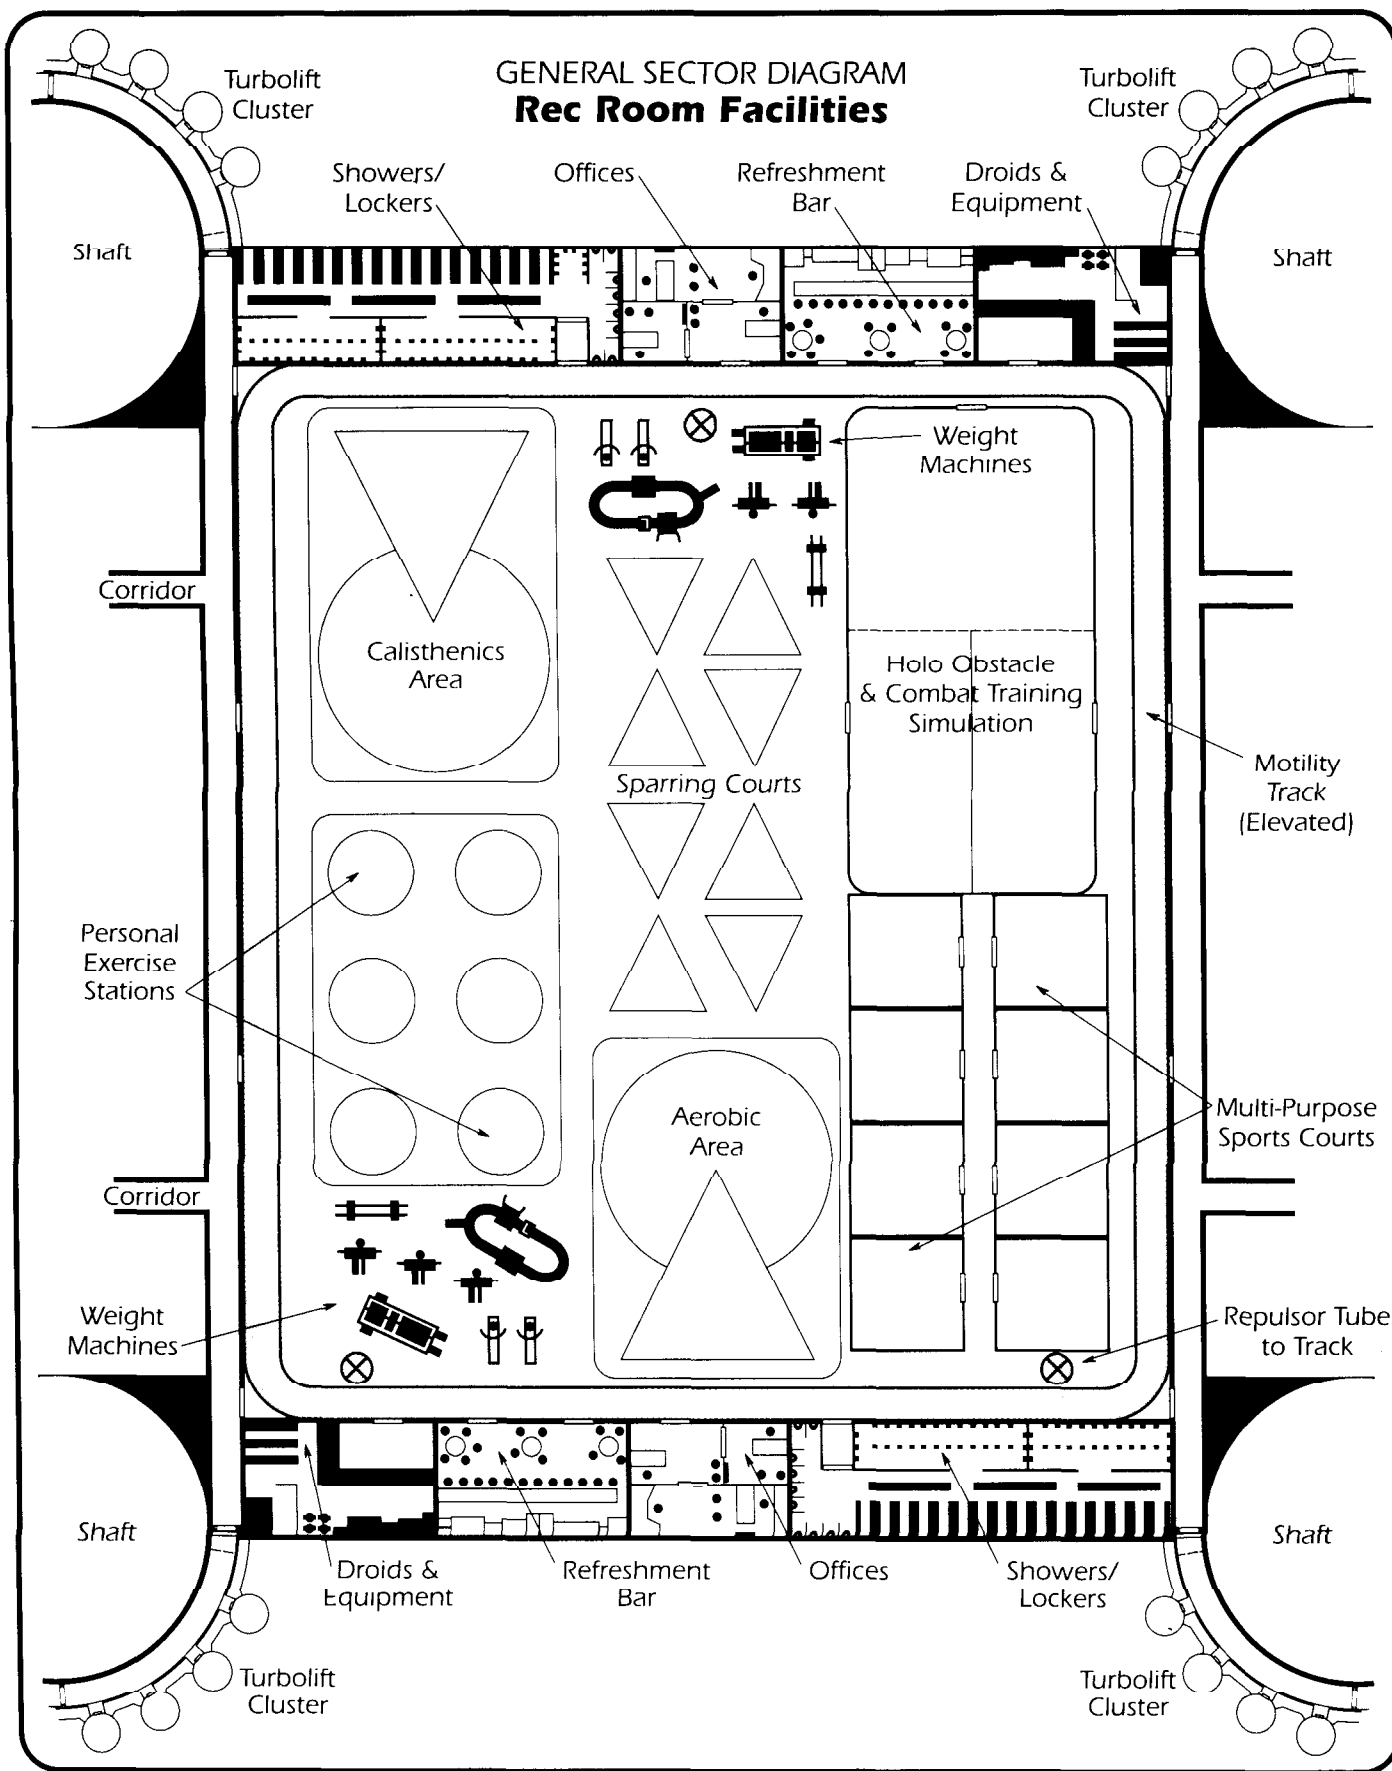 GENERAL SECTOR DIAGRAM
Rec Room Facilities
Turbolift
Cluster
Turbolift
Cluster
Showers/
Lockers
Offices
Refreshment
Bar
Droids &
Equipment
Shaft
Shaft
Weight
Machines
Corridor
Calisthenics
Area
Holo Obstacle
& Combat Training
Simulation
Sparring Courts
Motility
Track
(Elevated)
Personal
Exercise
Stations
Aerobic
Area
Multi-Purpose
Sports Courts
Corridor
Weight
Machines
Repulsor Tube
to Track
Shaft
Shaft
Droids &
Equipment
Refreshment
Bar
Offices
Showers/
Lockers
Turbolift
Cluster
Turbolift
Cluster